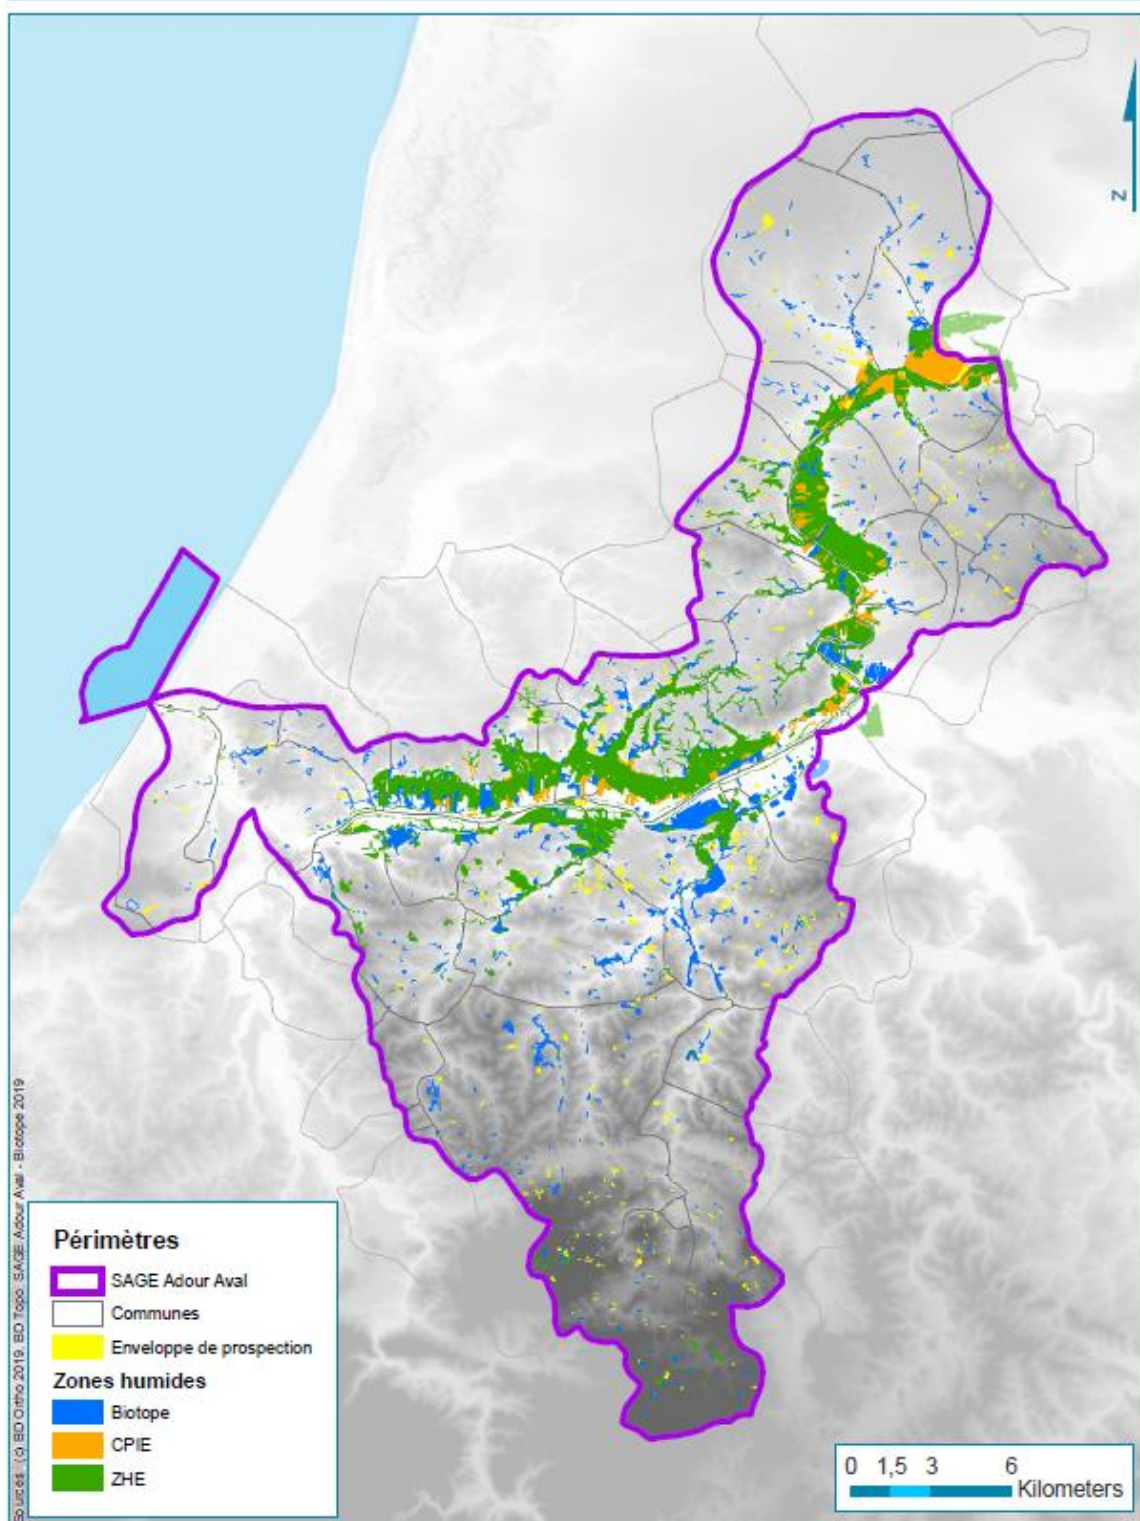 N
Sources : (c) BD Ortho 2019, BD Topo, SAGE Adour Aval - Biotope 2019
Périmètres
SAGE Adour Aval
Communes
Enveloppe de prospection
Zones humides
Biotope
CPIE
ZHE
0 1,5 3 6
Kilometers